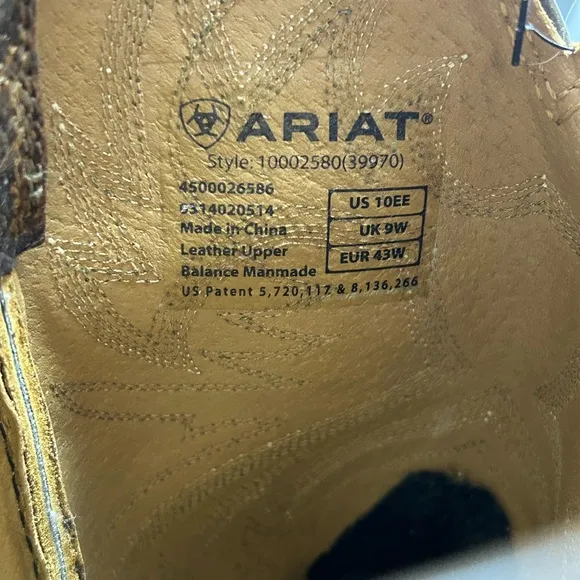 ARIAT®
Style: 10002580(39970)
4500026586
0314020514
Made in China
Leather Upper
Balance Manmade
US 10EE
UK 9W
EUR 43W
US Patent 5,720,117 & 8,136,266